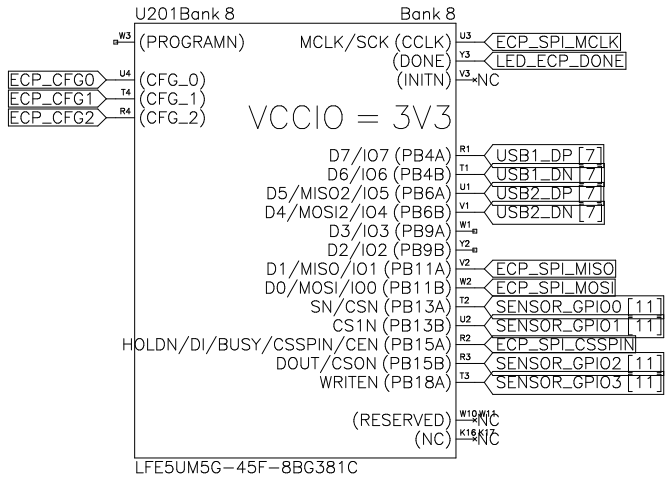 U201Bank 8 Bank 8
W3 (PROGRAMN) MCLK/SCK (CCLK) U3 ECP_SPI_MCLK
(DONE) Y3 LED_ECP_DONE
ECP_CFG0 U4 (CFG_0) (INITN) V3 NC
ECP_CFG1 T4 (CFG_1)
ECP_CFG2 R4 (CFG_2)
VCCIO = 3V3
D7/IO7 (PB4A) R1 USB1_DP [7]
D6/IO6 (PB4B) T1 USB1_DN [7]
D5/MISO2/IO5 (PB6A) U1 USB2_DP [7]
D4/MOSI2/IO4 (PB6B) V1 USB2_DN [7]
D3/IO3 (PB9A) W1
D2/IO2 (PB9B) Y2
D1/MISO/IO1 (PB11A) V2 ECP_SPI_MISO
D0/MOSI/IO0 (PB11B) W2 ECP_SPI_MOSI
SN/CSN (PB13A) T2 SENSOR_GPIO0 [11]
CS1N (PB13B) U2 SENSOR_GPIO1 [11]
HOLDN/DI/BUSY/CSSPIN/CEN (PB15A) R2 ECP_SPI_CSSPIN
DOUT/CSON (PB15B) R3 SENSOR_GPIO2 [11]
WRITEN (PB18A) T3 SENSOR_GPIO3 [11]
(RESERVED) W10 W11 NC
(NC) K16 K17 NC
LFE5UM5G-45F-8BG381C